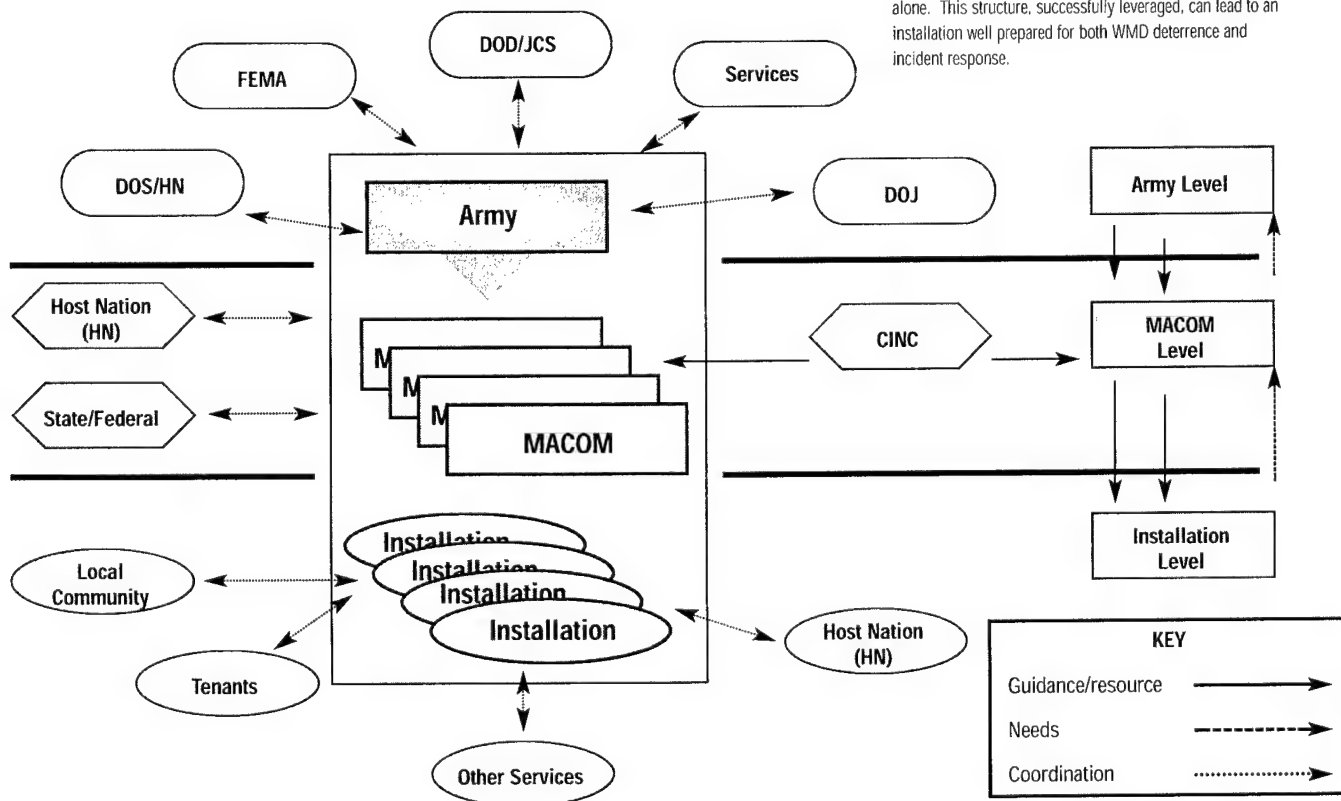 alone. This structure, successfully leveraged, can lead to an
installation well prepared for both WMD deterrence and
incident response.
DOD/JCS
FEMA
Services
DOS/HN
Army
DOJ
Army Level
Host Nation
(HN)
CINC
MACOM
Level
M
M
M
MACOM
State/Federal
Installation
Installation
Installation
Installation
Installation
Level
Local
Community
Tenants
Host Nation
(HN)
Other Services
KEY
Guidance/resource
Needs
Coordination